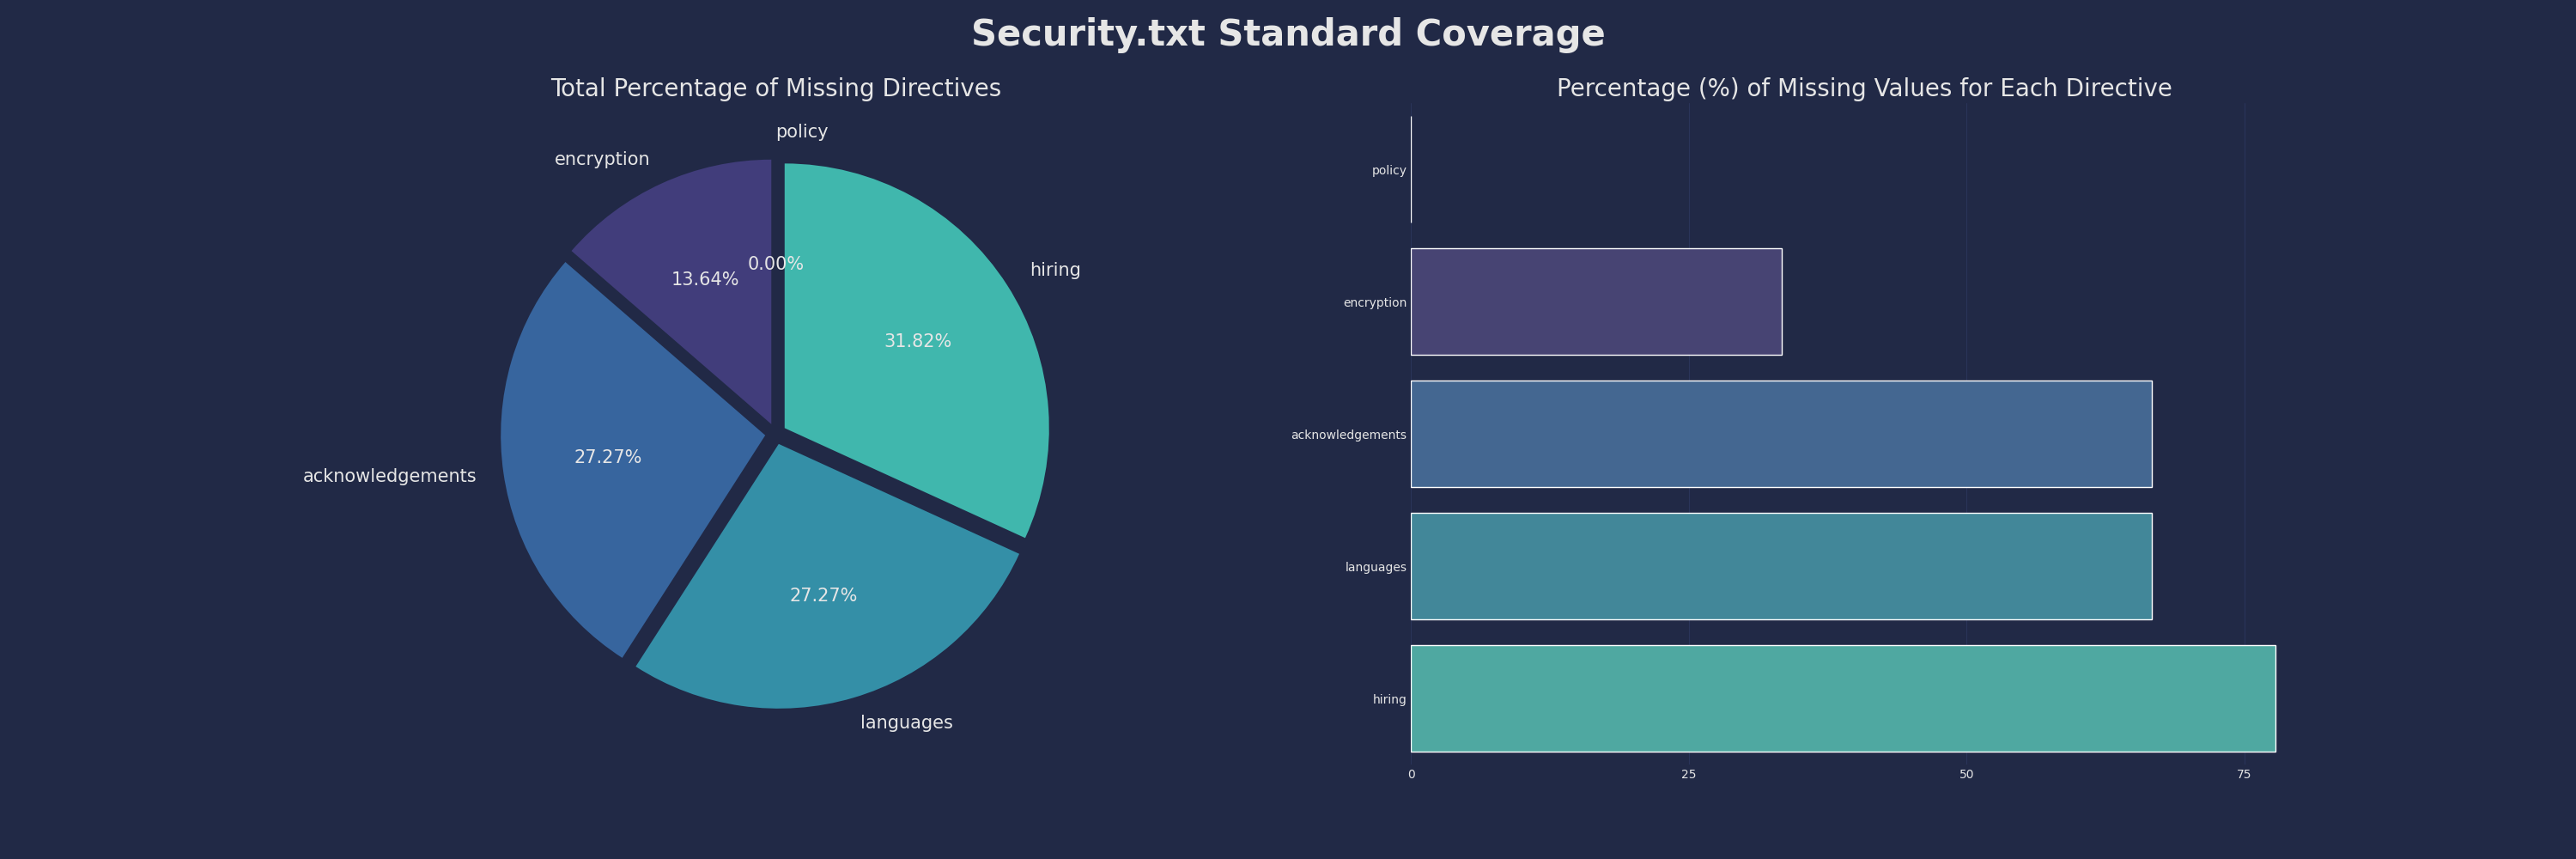 Security.txt Standard Coverage
Total Percentage of Missing Directives
policy
encryption
0.00%
13.64%
hiring
31.82%
27.27%
acknowledgements
27.27%
languages
Percentage (%) of Missing Values for Each Directive
policy
encryption
acknowledgements
languages
hiring
0 25 50 75